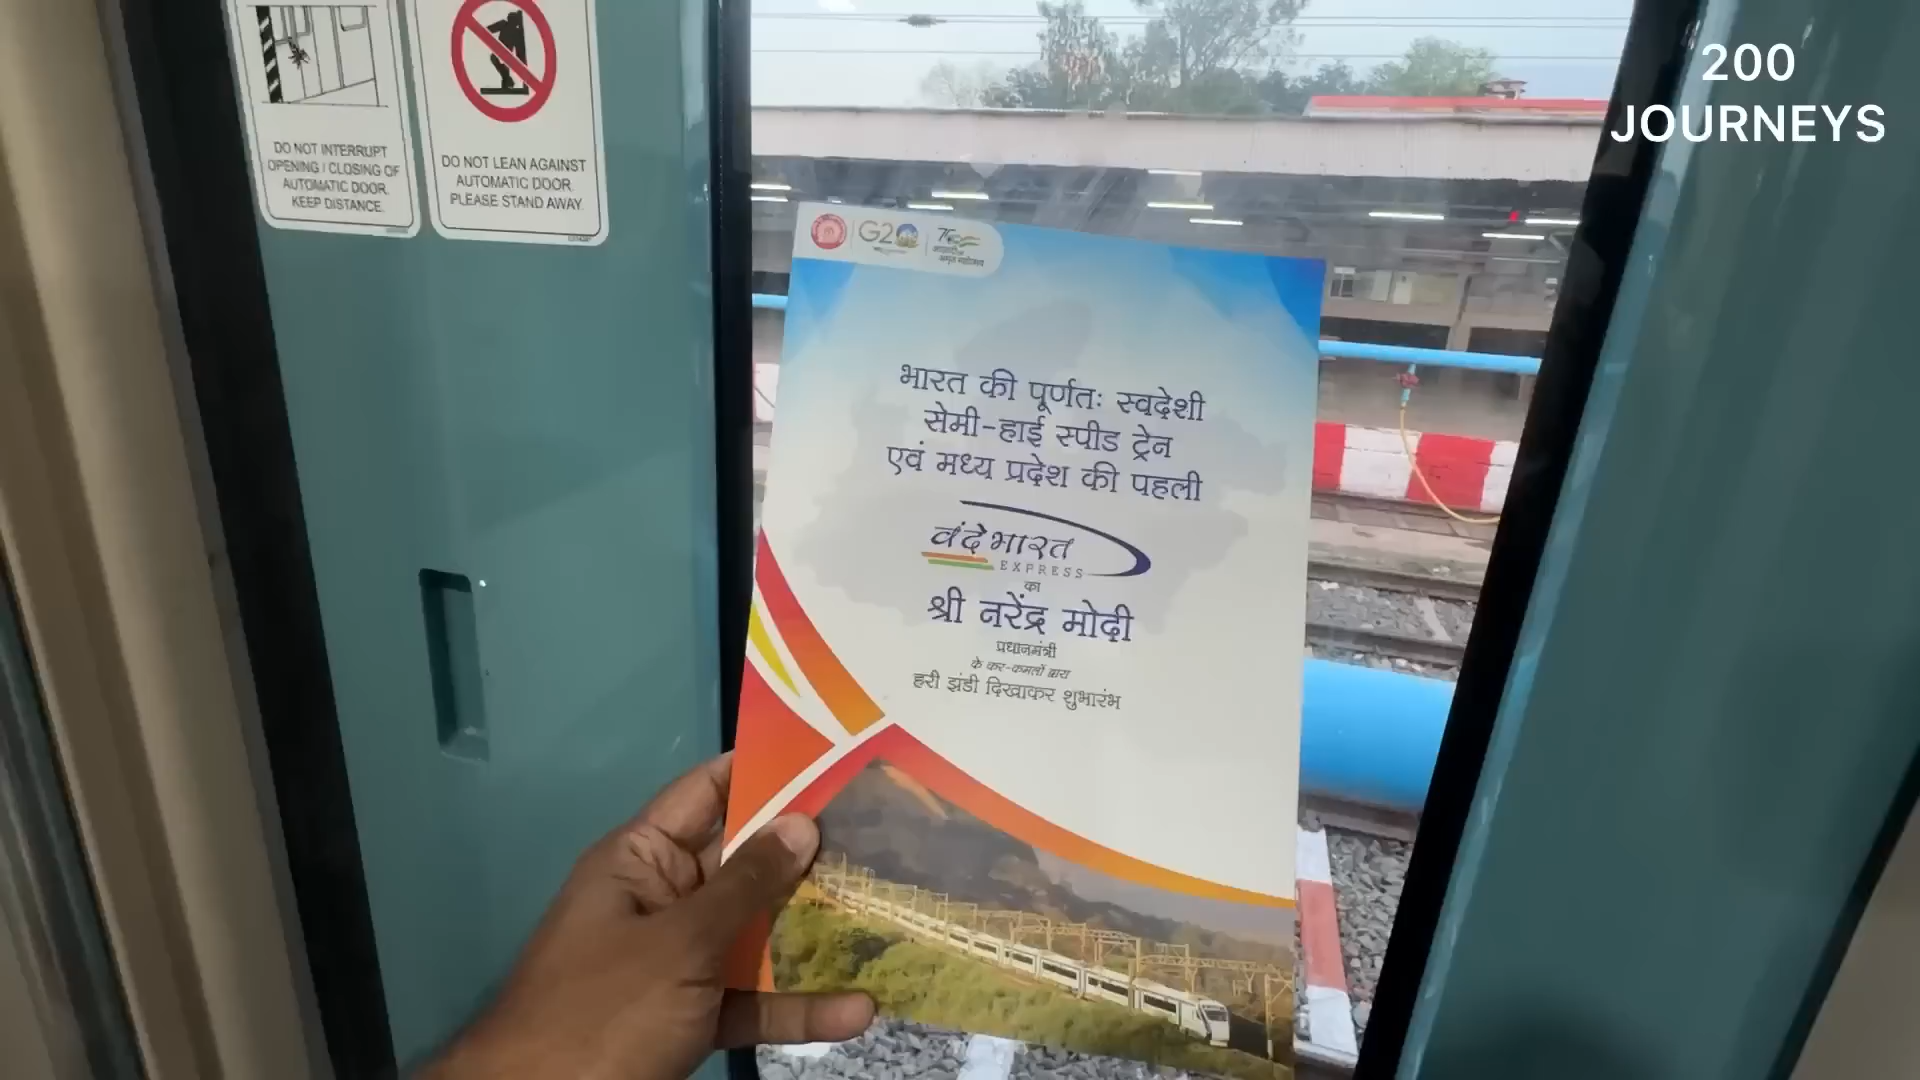 200
JOURNEYS
DO NOT INTERRUPT
OPENING / CLOSING OF
AUTOMATIC DOOR.
KEEP DISTANCE.
DO NOT LEAN AGAINST
AUTOMATIC DOOR.
PLEASE STAND AWAY.
G20
भारत की पूर्णतः स्वदेशी
सेमी-हाई स्पीड ट्रेन
एवं मध्य प्रदेश की पहली
वंदे भारत
EXPRESS
का
श्री नरेंद्र मोदी
प्रधानमंत्री
के कर-कमलों द्वारा
हरी झंडी दिखाकर शुभारंभ